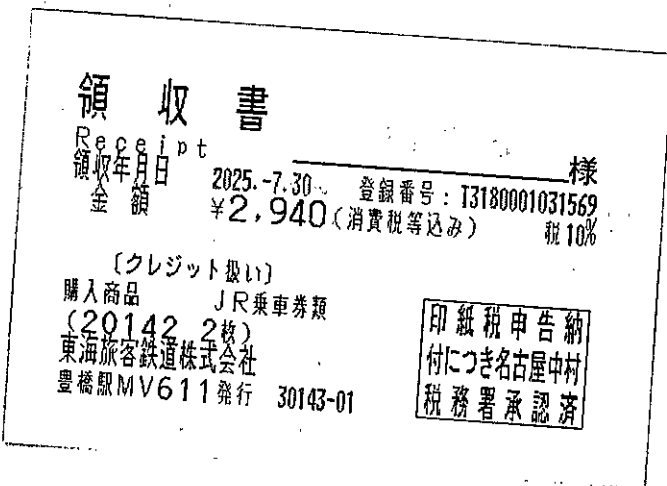 領収書
Receipt
様
領収年月日 2025.-7.30 登録番号：T3180001031569
金額 ¥2,940(消費税等込み) 税10%
〔クレジット扱い〕
購入商品 JR乗車券類
(20142 2枚)
東海旅客鉄道株式会社
豊橋駅MV611発行 30143-01
印紙税申告納
付につき名古屋中村
税務署承認済